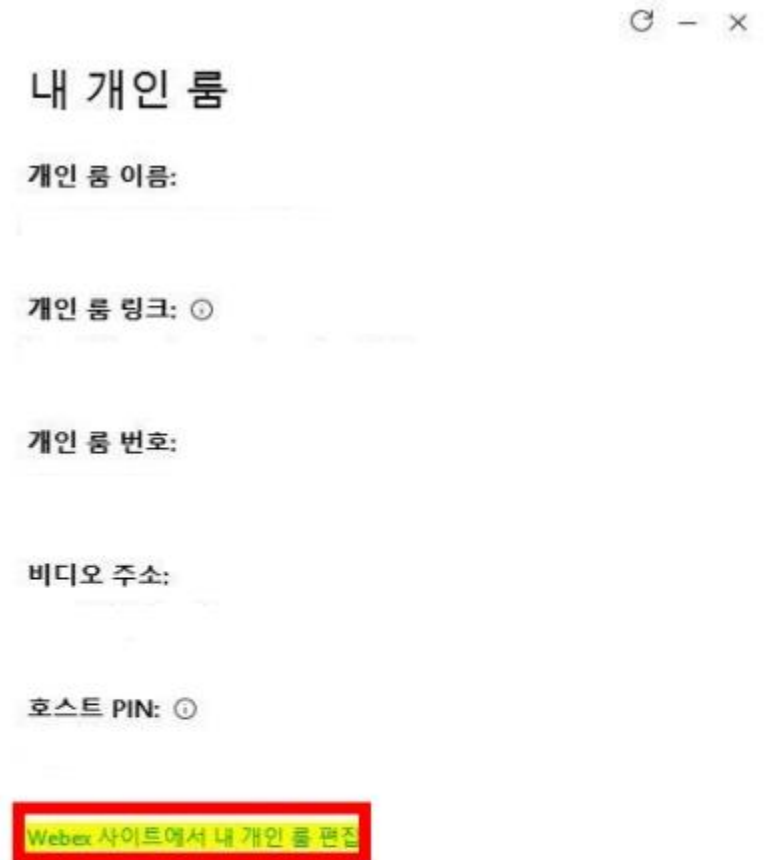 내 개인 룸
개인 룸 이름:
개인 룸 링크:
개인 룸 번호:
비디오 주소:
호스트 PIN:
Webex 사이트에서 내 개인 룸 편집